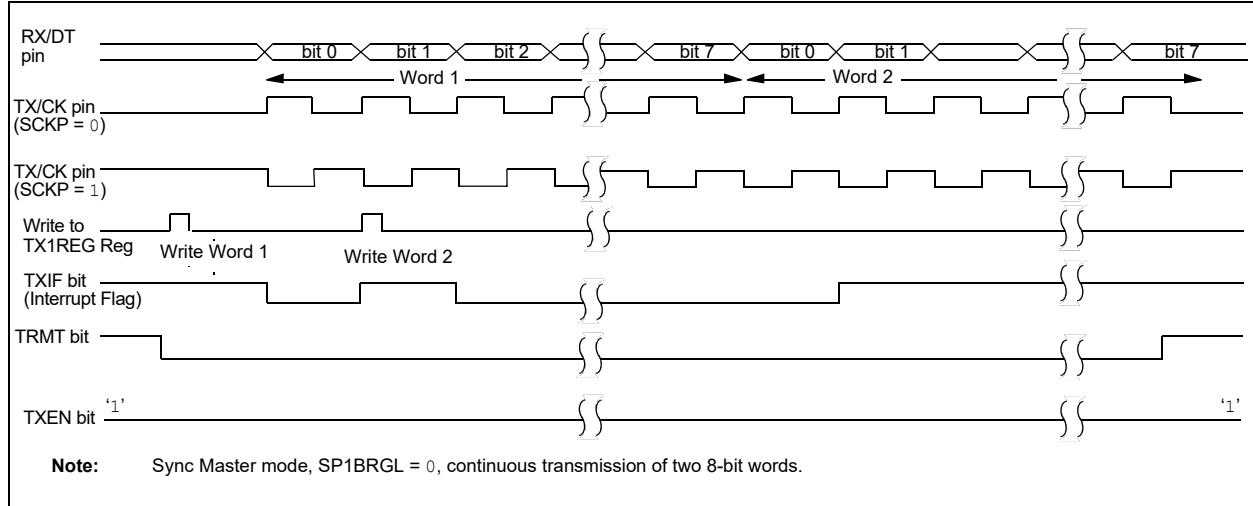 RX/DT
pin
bit 0 bit 1 bit 2 bit 7 bit 0 bit 1 bit 7
Word 1 Word 2
TX/CK pin
(SCKP = 0)
TX/CK pin
(SCKP = 1)
Write to
TX1REG Reg
Write Word 1 Write Word 2
TXIF bit
(Interrupt Flag)
TRMT bit
TXEN bit
‘1’ ‘1’
Note: Sync Master mode, SP1BRGL = 0, continuous transmission of two 8-bit words.